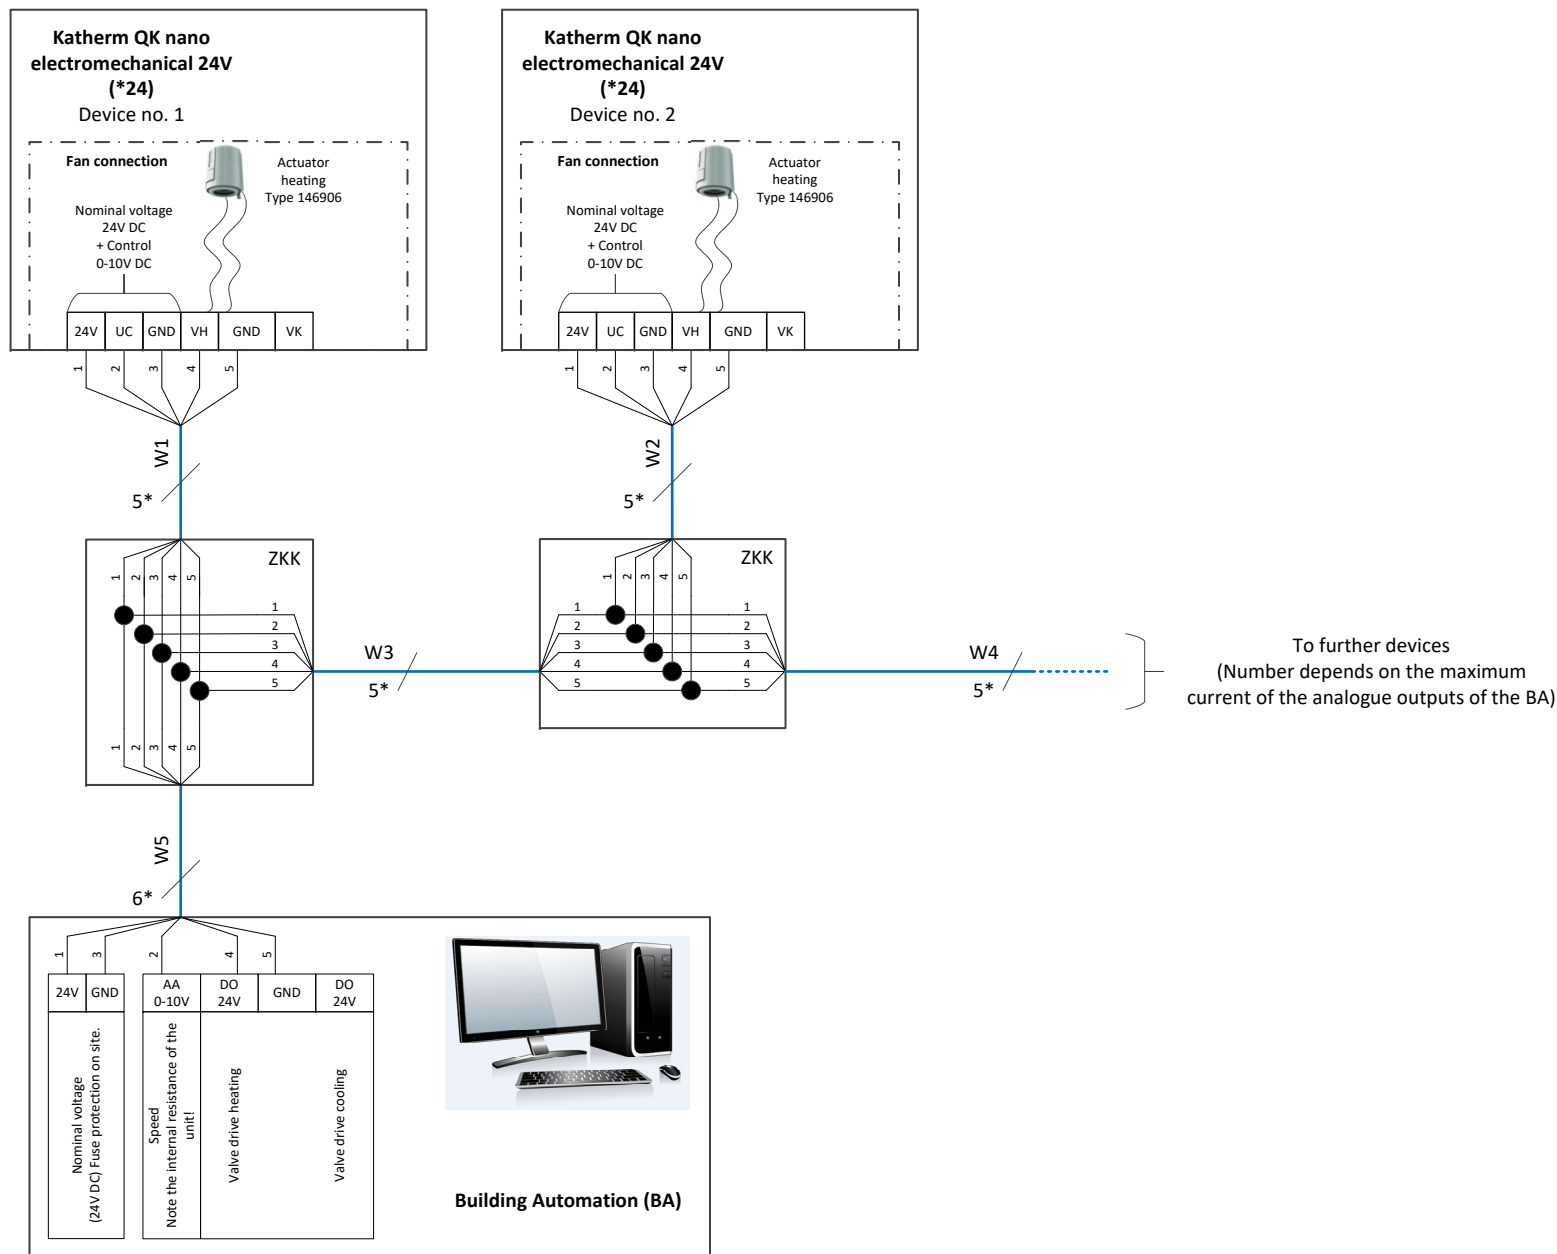 Katherm QK nano
electromechanical 24V
(*24)
Device no. 1
Fan connection
Actuator
heating
Type 146906
Nominal voltage
24V DC
+ Control
0-10V DC
24V UC GND VH GND VK
1 2 3 4 5
W1
5*
Katherm QK nano
electromechanical 24V
(*24)
Device no. 2
Fan connection
Actuator
heating
Type 146906
Nominal voltage
24V DC
+ Control
0-10V DC
24V UC GND VH GND VK
1 2 3 4 5
W2
5*
ZKK
1 2 3 4 5
1
2
3
4
5
1 2 3 4 5
W3
5*
ZKK
1 2 3 4 5
1
2
3
4
5
1
2
3
4
5
W4
5*
To further devices
(Number depends on the maximum
current of the analogue outputs of the BA)
W5
6*
1 3 2 4 5
24V GND
AA
0-10V
DO
24V
GND
DO
24V
Nominal voltage
(24V DC) Fuse protection on site.
Speed
Note the internal resistance of the
unit!
Valve drive heating
Valve drive cooling
Building Automation (BA)